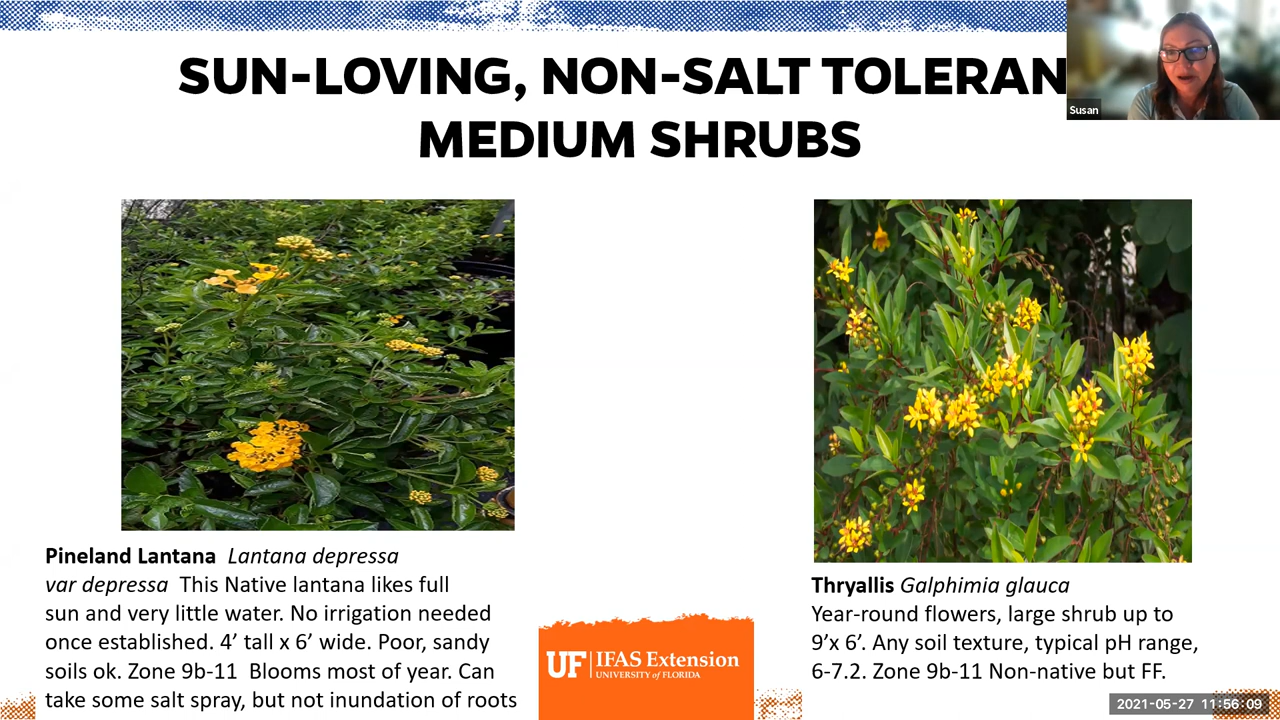 SUN-LOVING, NON-SALT TOLERAN
MEDIUM SHRUBS
Susan
Pineland Lantana Lantana depressa
var depressa This Native lantana likes full
sun and very little water. No irrigation needed
once established. 4’ tall x 6’ wide. Poor, sandy
soils ok. Zone 9b-11 Blooms most of year. Can
take some salt spray, but not inundation of roots
UF IFAS Extension
UNIVERSITY of FLORIDA
Thryallis Galphimia glauca
Year-round flowers, large shrub up to
9’x 6’. Any soil texture, typical pH range,
6-7.2. Zone 9b-11 Non-native but FF.
2021-05-27 11:56:09